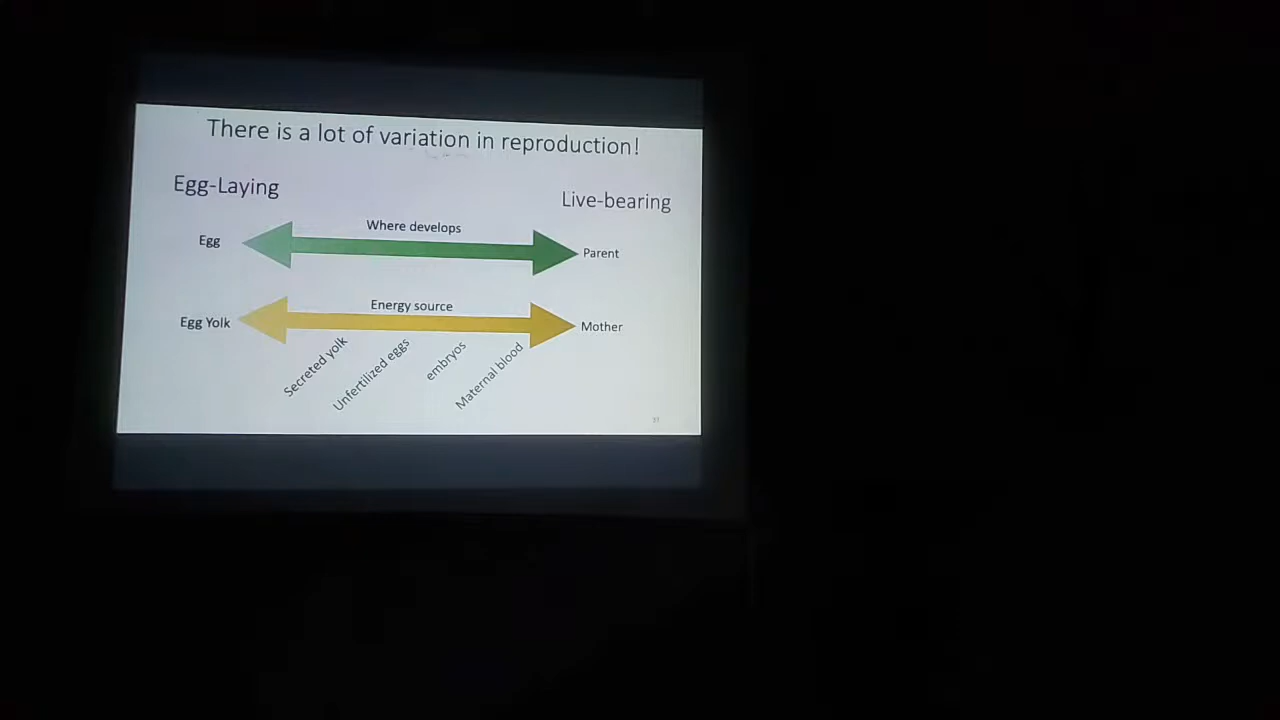 There is a lot of variation in reproduction!
Egg-Laying
Live-bearing
Where develops
Egg
Parent
Energy source
Egg Yolk
Mother
Secreted yolk
Unfertilized eggs
embryos
Maternal blood